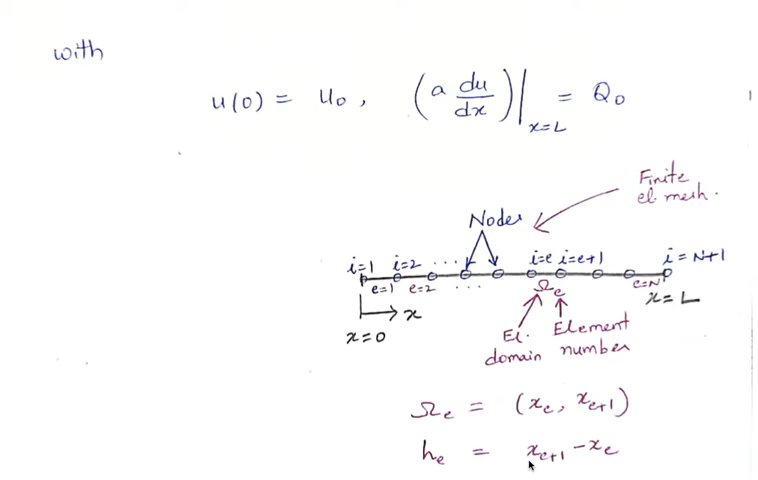 with
u(0) = u₀ , (a du/dx)|ₓ₌L = Q₀
Finite
el. mesh.
Nodes
i=1 i=2 ... i=e i=e+1 i=N+1
e=1 e=2 ... Ωe e=N
x=L
x
x=0
El. domain
Element number
Ωe = (xe, xe+1)
he = xe+1 - xe